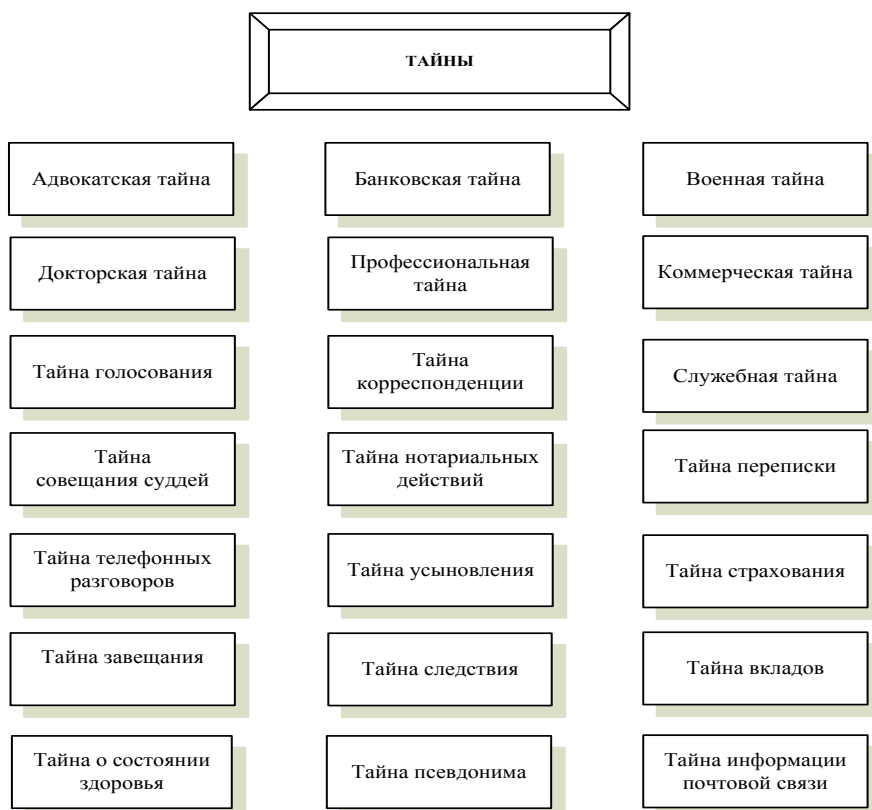 ТАЙНЫ
Адвокатская тайна
Банковская тайна
Военная тайна
Докторская тайна
Профессиональная
тайна
Коммерческая тайна
Тайна голосования
Тайна
корреспонденции
Служебная тайна
Тайна
совещания суддей
Тайна нотариальных
действий
Тайна переписки
Тайна телефонных
разговоров
Тайна усыновления
Тайна страхования
Тайна завещания
Тайна следствия
Тайна вкладов
Тайна о состоянии
здоровья
Тайна псевдонима
Тайна информации
почтовой связи